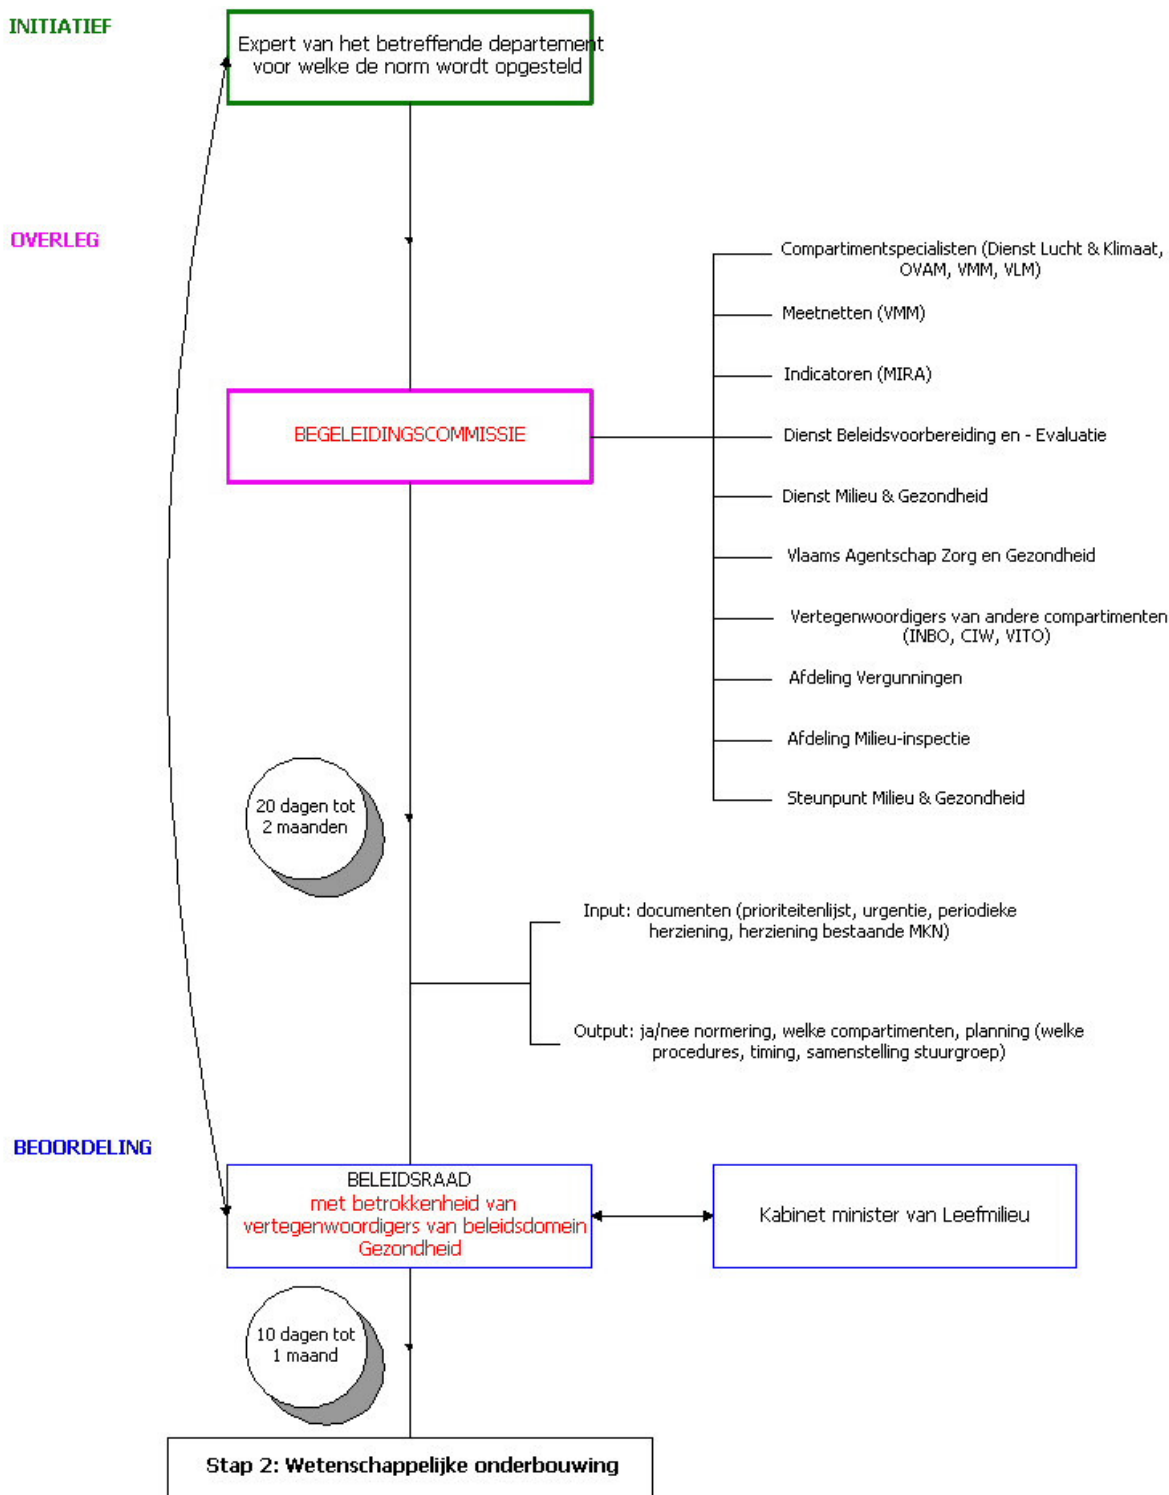 INITIATIEF
Expert van het betreffende departement
voor welke de norm wordt opgesteld
OVERLEG
Compartimentspecialisten (Dienst Lucht & Klimaat,
OVAM, VMM, VLM)
Meetnetten (VMM)
Indicatoren (MIRA)
BEGELEIDINGSCOMMISSIE
Dienst Beleidsvoorbereiding en - Evaluatie
Dienst Milieu & Gezondheid
Vlaams Agentschap Zorg en Gezondheid
Vertegenwoordigers van andere compartimenten
(INBO, CIW, VITO)
Afdeling Vergunningen
Afdeling Milieu-inspectie
Steunpunt Milieu & Gezondheid
20 dagen tot
2 maanden
Input: documenten (prioriteitenlijst, urgentie, periodieke
herziening, herziening bestaande MKN)
Output: ja/nee normering, welke compartimenten, planning (welke
procedures, timing, samenstelling stuurgroep)
BEOORDELING
BELEIDSRAAD
met betrokkenheid van
vertegenwoordigers van beleidsdomein
Gezondheid
Kabinet minister van Leefmilieu
10 dagen tot
1 maand
Stap 2: Wetenschappelijke onderbouwing